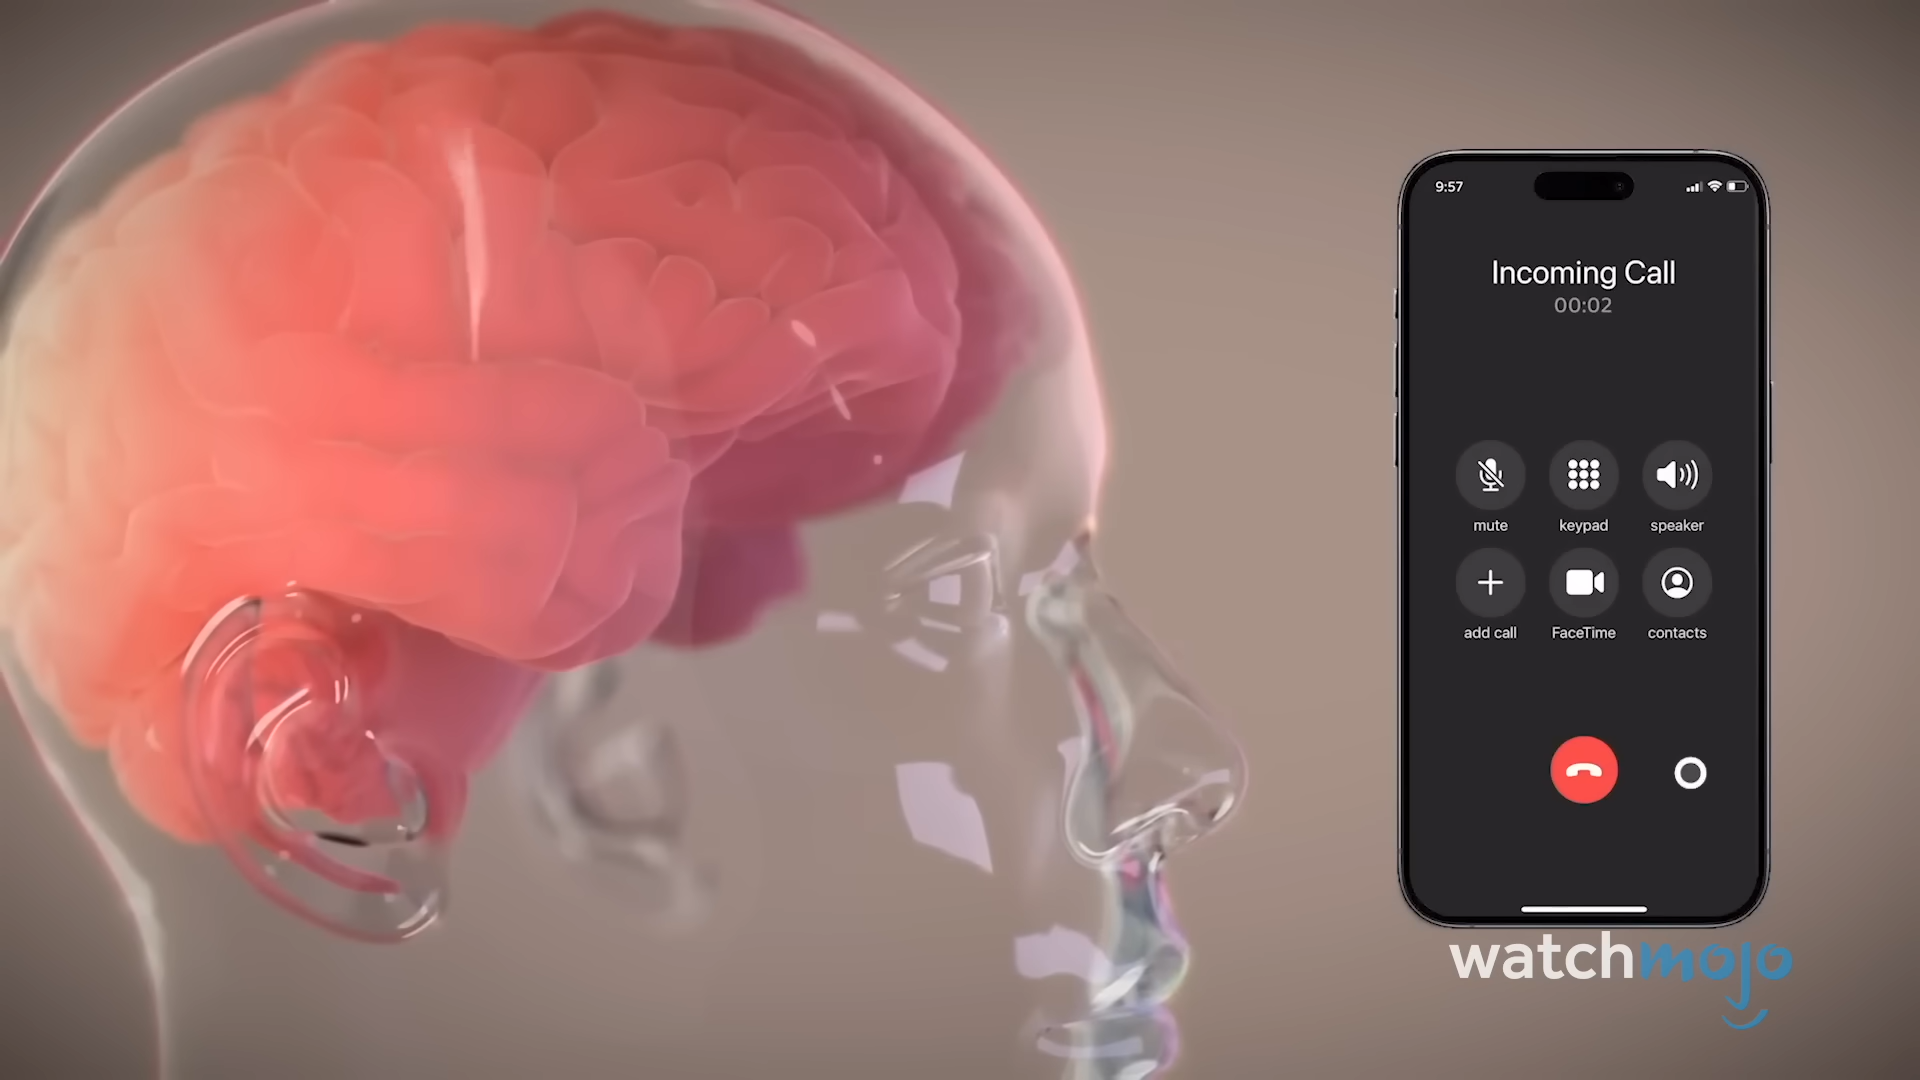 9:57
Incoming Call
00:02
mute keypad speaker
add call FaceTime contacts
watchmojo